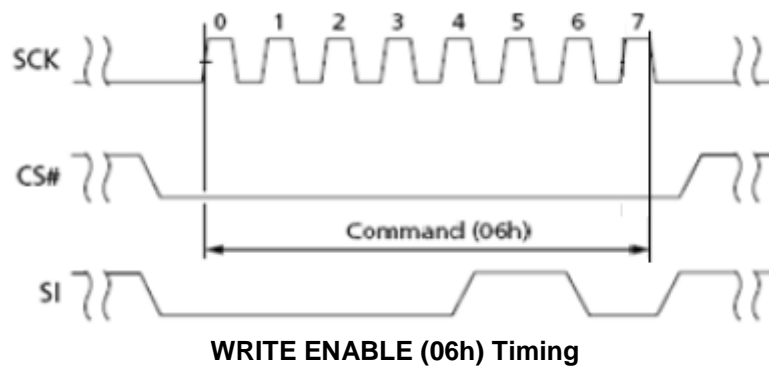 0 1 2 3 4 5 6 7
SCK
CS#
Command (06h)
SI
WRITE ENABLE (06h) Timing